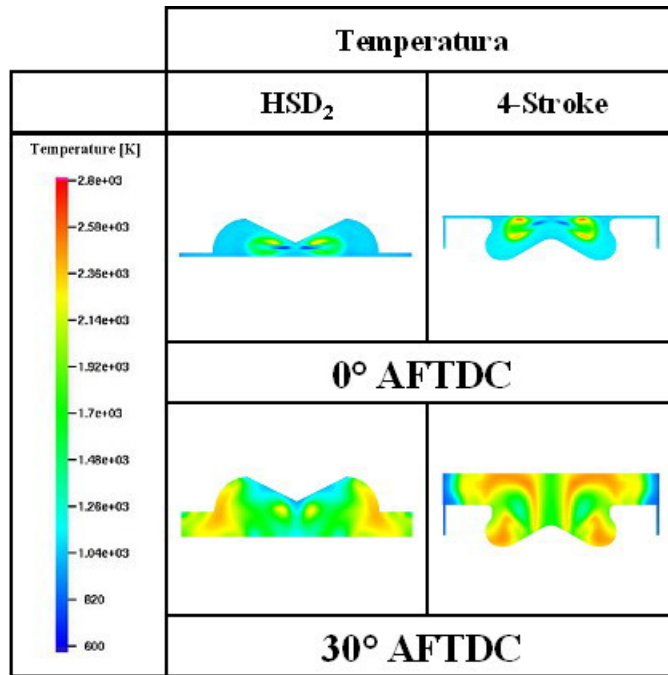 Temperatura
HSD₂ 4-Stroke
Temperature [K]
2.8e+03
2.58e+03
2.36e+03
2.14e+03
1.92e+03
1.7e+03
1.48e+03
1.26e+03
1.04e+03
820
600
0° AFTDC
30° AFTDC